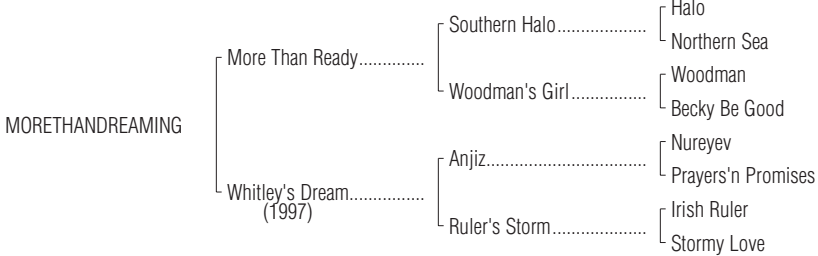 Halo
Southern Halo...................
Northern Sea
More Than Ready..............
Woodman
Woodman's Girl................
Becky Be Good
MORETHANDREAMING
Nureyev
Anjiz..................................
Prayers'n Promises
Whitley's Dream................
(1997)
Irish Ruler
Ruler's Storm....................
Stormy Love